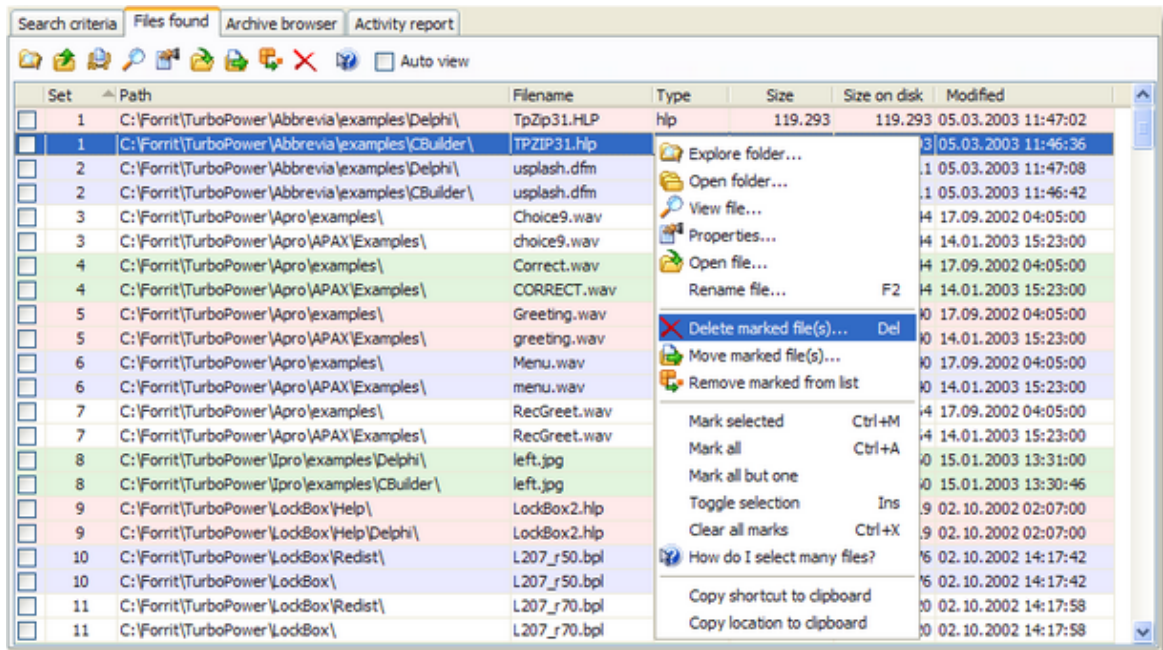 Search criteria Files found Archive browser Activity report
Auto view
Set Path Filename Type Size Size on disk Modified
1 C:\Forrit\TurboPower\Abbrevia\examples\Delphi\ TpZip31.HLP hlp 119.293 119.293 05.03.2003 11:47:02
1 C:\Forrit\TurboPower\Abbrevia\examples\CBuilder\ TPZIP31.hlp 3 05.03.2003 11:46:36
Explore folder...
2 C:\Forrit\TurboPower\Abbrevia\examples\Delphi\ usplash.dfm .1 05.03.2003 11:47:08
Open folder...
2 C:\Forrit\TurboPower\Abbrevia\examples\CBuilder\ usplash.dfm .1 05.03.2003 11:46:42
View file...
3 C:\Forrit\TurboPower\Apro\examples\ Choice9.wav 44 17.09.2002 04:05:00
Properties...
3 C:\Forrit\TurboPower\Apro\APAX\Examples\ choice9.wav 44 14.01.2003 15:23:00
Open file...
4 C:\Forrit\TurboPower\Apro\examples\ Correct.wav 44 17.09.2002 04:05:00
Rename file... F2
4 C:\Forrit\TurboPower\Apro\APAX\Examples\ CORRECT.wav 44 14.01.2003 15:23:00
5 C:\Forrit\TurboPower\Apro\examples\ Greeting.wav 17.09.2002 04:05:00
Delete marked file(s)... Del
5 C:\Forrit\TurboPower\Apro\APAX\Examples\ greeting.wav 14.01.2003 15:23:00
Move marked file(s)...
6 C:\Forrit\TurboPower\Apro\examples\ Menu.wav 17.09.2002 04:05:00
Remove marked from list
6 C:\Forrit\TurboPower\Apro\APAX\Examples\ menu.wav 14.01.2003 15:23:00
7 C:\Forrit\TurboPower\Apro\examples\ RecGreet.wav 17.09.2002 04:05:00
Mark selected Ctrl+M
7 C:\Forrit\TurboPower\Apro\APAX\Examples\ RecGreet.wav 14.01.2003 15:23:00
Mark all Ctrl+A
8 C:\Forrit\TurboPower\Ipro\examples\Delphi\ left.jpg 15.01.2003 13:31:00
Mark all but one
8 C:\Forrit\TurboPower\Ipro\examples\CBuilder\ left.jpg 15.01.2003 13:30:46
Toggle selection Ins
9 C:\Forrit\TurboPower\LockBox\Help\ LockBox2.hlp 02.10.2002 02:07:00
Clear all marks Ctrl+X
9 C:\Forrit\TurboPower\LockBox\Help\Delphi\ LockBox2.hlp 02.10.2002 02:07:00
How do I select many files?
10 C:\Forrit\TurboPower\LockBox\Redist\ L207_r50.bpl 02.10.2002 14:17:42
10 C:\Forrit\TurboPower\LockBox\ L207_r50.bpl 02.10.2002 14:17:42
Copy shortcut to clipboard
11 C:\Forrit\TurboPower\LockBox\Redist\ L207_r70.bpl 02.10.2002 14:17:58
Copy location to clipboard
11 C:\Forrit\TurboPower\LockBox\ L207_r70.bpl 02.10.2002 14:17:58